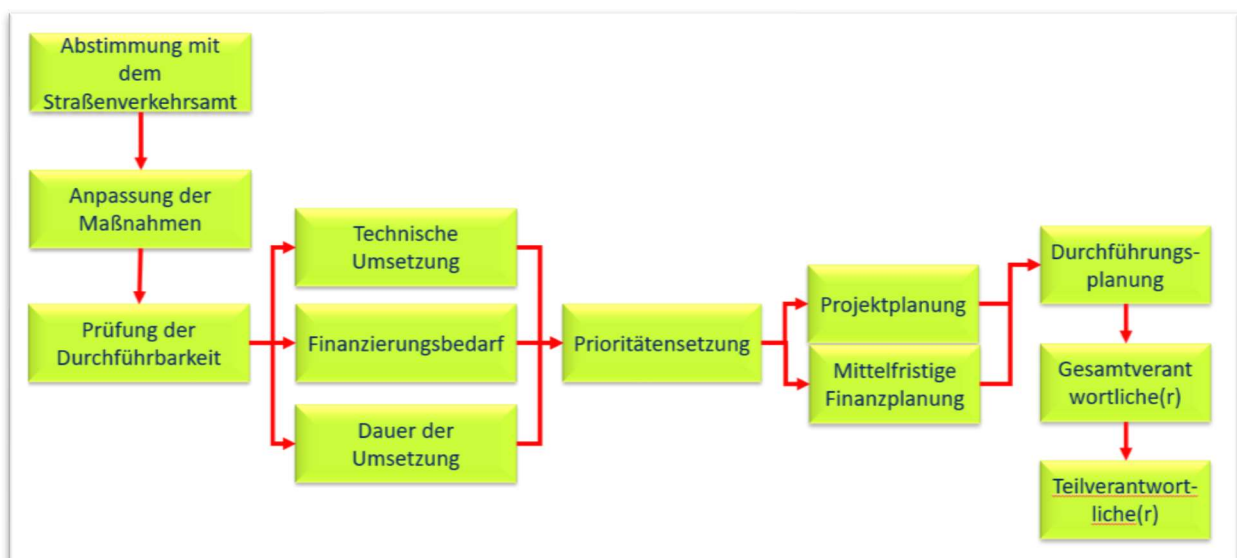 Abstimmung mit
dem
Straßenverkehrsamt
Anpassung der
Maßnahmen
Prüfung der
Durchführbarkeit
Technische
Umsetzung
Finanzierungsbedarf
Dauer der
Umsetzung
Prioritätensetzung
Projektplanung
Mittelfristige
Finanzplanung
Durchführungs-
planung
Gesamtverant
wortliche(r)
Teilverantwort-
liche(r)